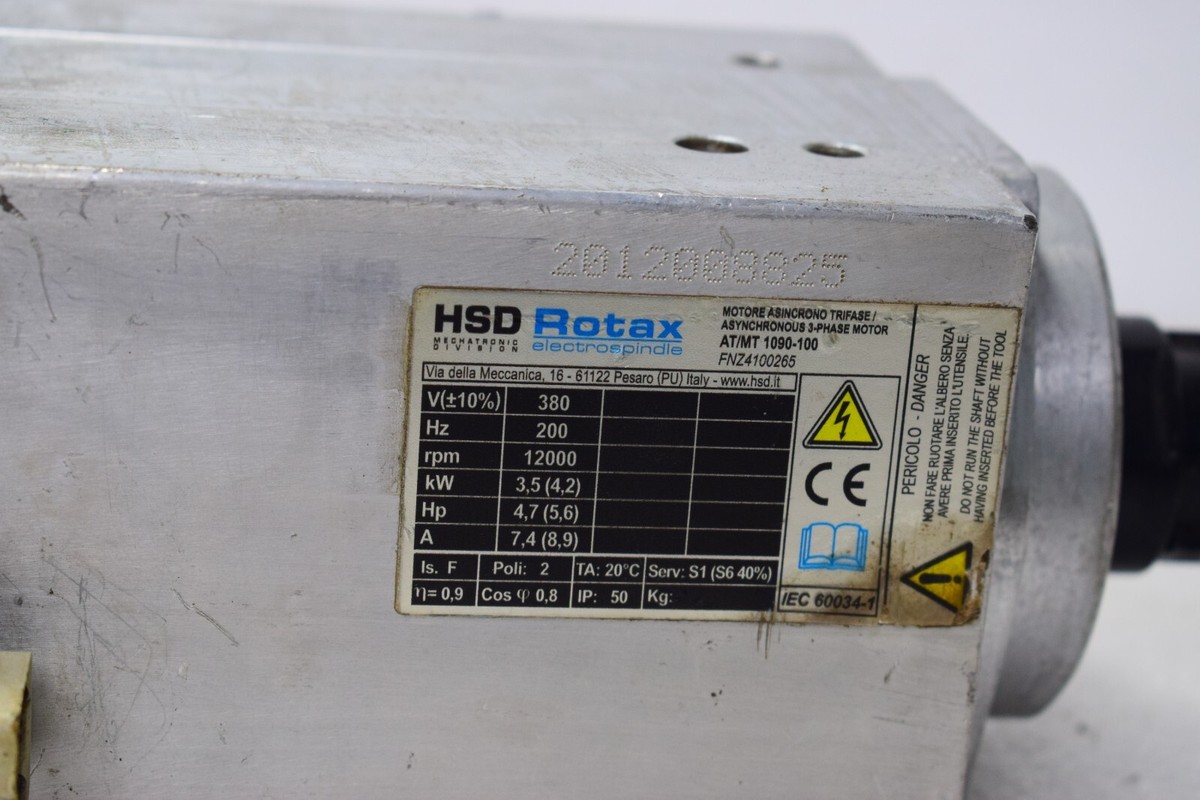 2012008825
HSD Rotax
MECHATRONIC DIVISION electrospindle
MOTORE ASINCRONO TRIFASE /
ASYNCHRONOUS 3-PHASE MOTOR
AT/MT 1090-100
FNZ4100265
Via della Meccanica, 16 - 61122 Pesaro (PU) Italy - www.hsd.it
V(±10%) 380
Hz 200
rpm 12000
kW 3,5 (4,2)
Hp 4,7 (5,6)
A 7,4 (8,9)
Is. F Poli: 2 TA: 20°C Serv: S1 (S6 40%)
η= 0,9 Cos φ 0,8 IP: 50 Kg:
CE
IEC 60034-1
PERICOLO - DANGER
NON FARE RUOTARE L'ALBERO SENZA
AVERE PRIMA INSERITO L'UTENSILE.
DO NOT RUN THE SHAFT WITHOUT
HAVING INSERTED BEFORE THE TOOL